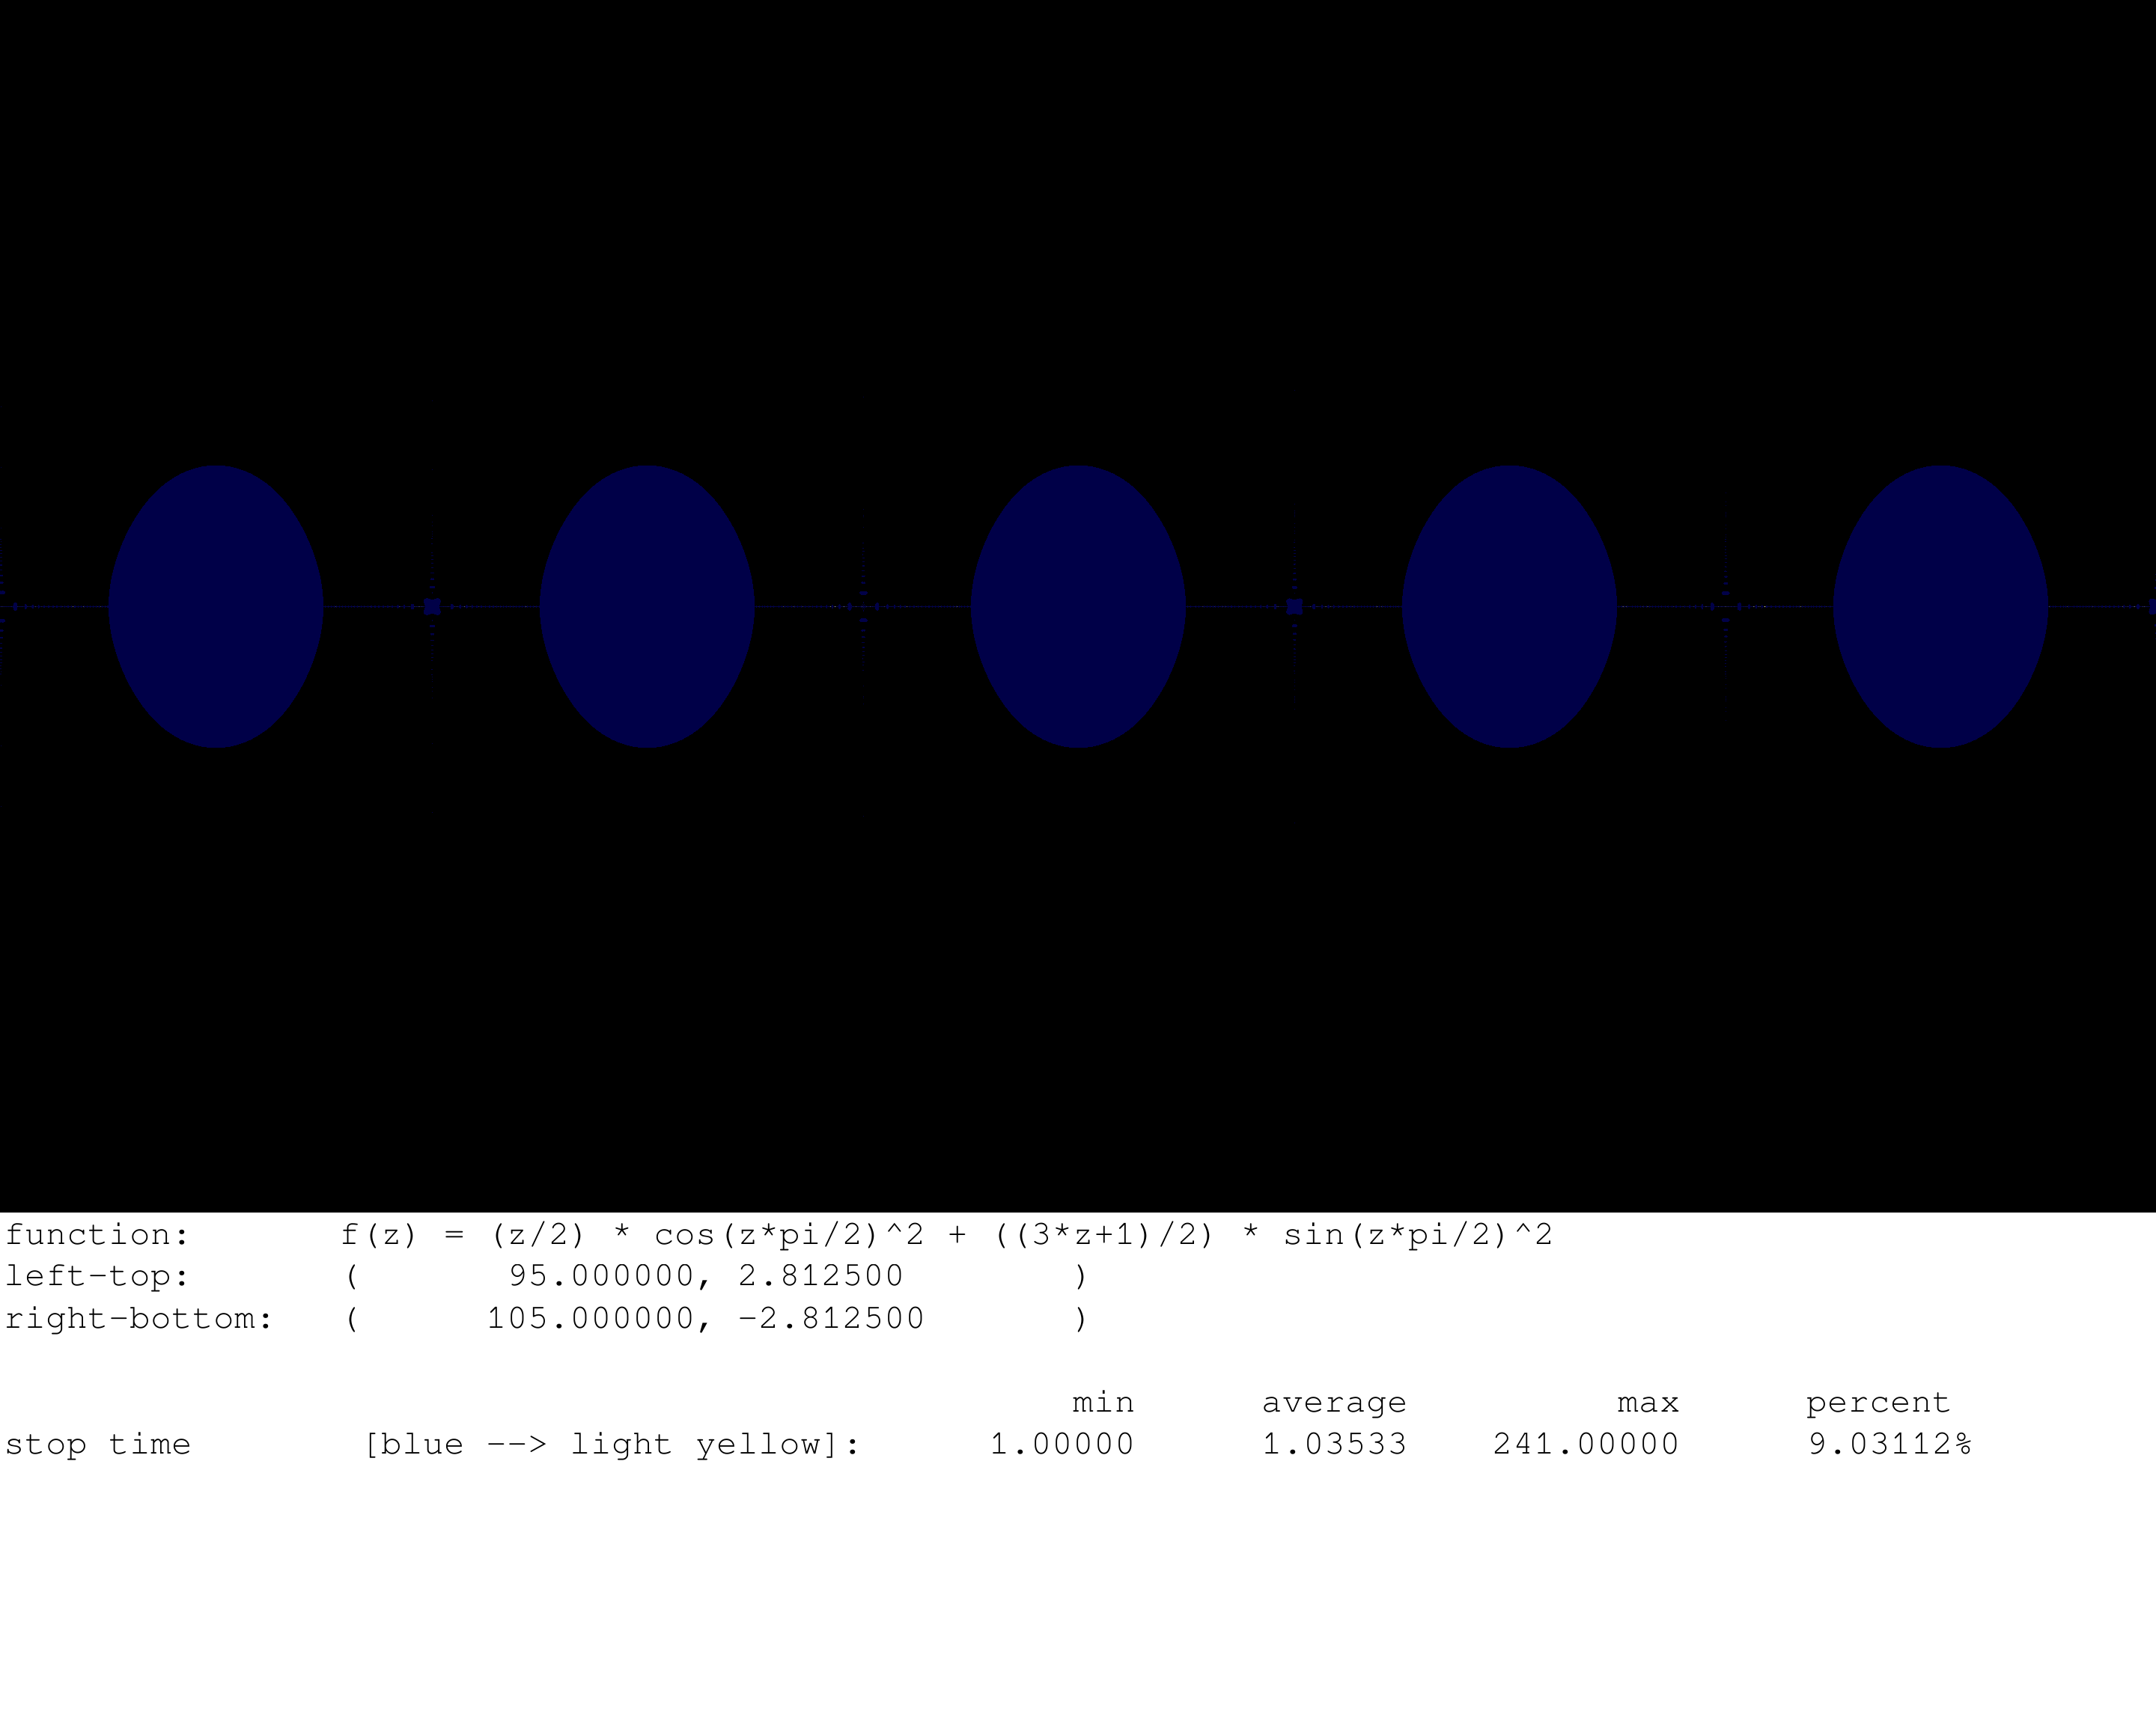 function: f(z) = (z/2) * cos(z*pi/2)^2 + ((3*z+1)/2) * sin(z*pi/2)^2
left-top: ( 95.000000, 2.812500 )
right-bottom: ( 105.000000, -2.812500 )
min average max percent
stop time [blue --> light yellow]: 1.00000 1.03533 241.00000 9.03112%